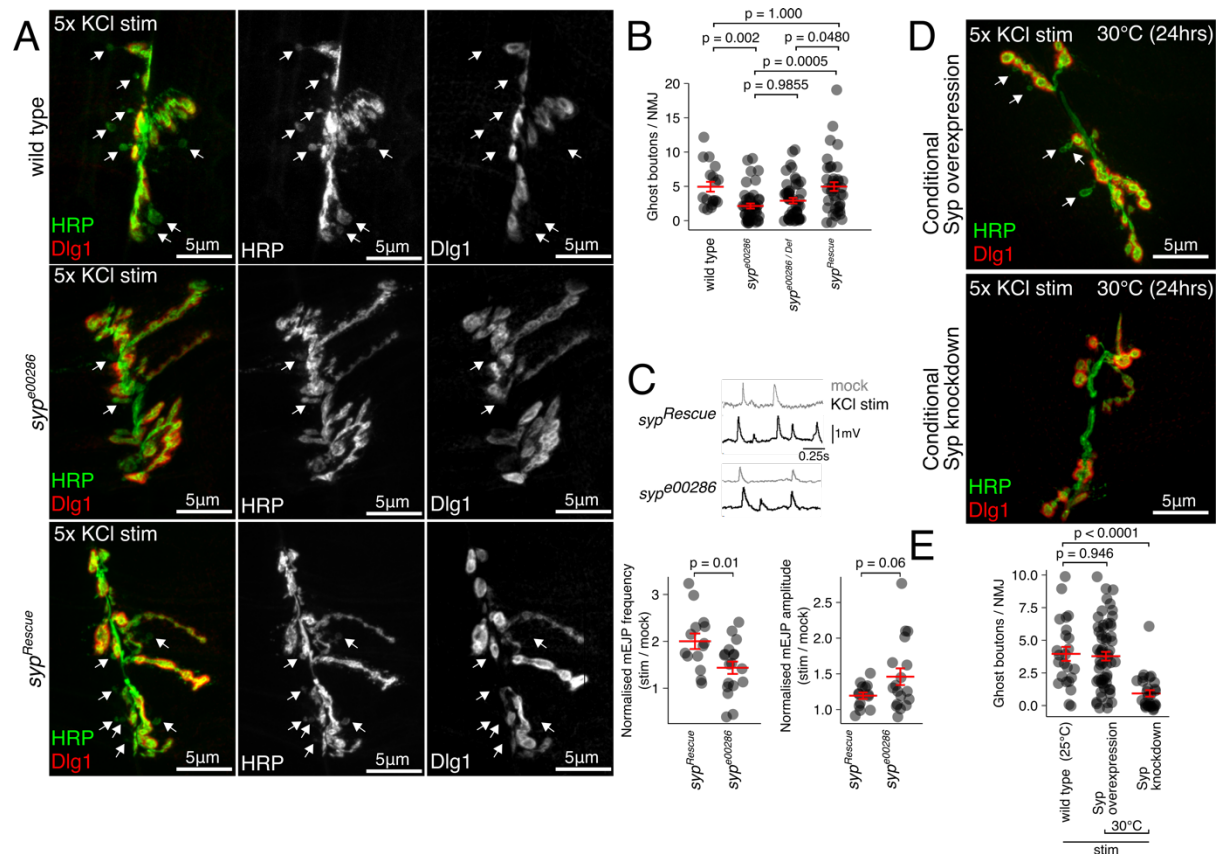 A
5x KCl stim
wild type
HRP
Dlg1
5µm
HRP
5µm
Dlg1
5µm
5x KCl stim
syp^e00286
HRP
Dlg1
5µm
HRP
5µm
Dlg1
5µm
5x KCl stim
syp^Rescue
HRP
Dlg1
5µm
HRP
5µm
Dlg1
5µm
B
p = 1.000
p = 0.002
p = 0.0480
p = 0.0005
p = 0.9855
Ghost boutons / NMJ
20
15
10
5
0
wild type
syp^e00286
syp^e00286 / Def
syp^Rescue
C
mock
KCl stim
syp^Rescue
1mV
0.25s
syp^e00286
p = 0.01
Normalised mEJP frequency
(stim / mock)
3
2
1
syp^Rescue
syp^e00286
p = 0.06
Normalised mEJP amplitude
(stim / mock)
2.5
2.0
1.5
1.0
syp^Rescue
syp^e00286
D
5x KCl stim 30°C (24hrs)
Conditional
Syp overexpression
HRP
Dlg1
5µm
5x KCl stim 30°C (24hrs)
Conditional
Syp knockdown
HRP
Dlg1
5µm
E
p < 0.0001
p = 0.946
Ghost boutons / NMJ
10.0
7.5
5.0
2.5
0.0
wild type (25°C)
Syp
overexpression
Syp
knockdown
30°C
stim